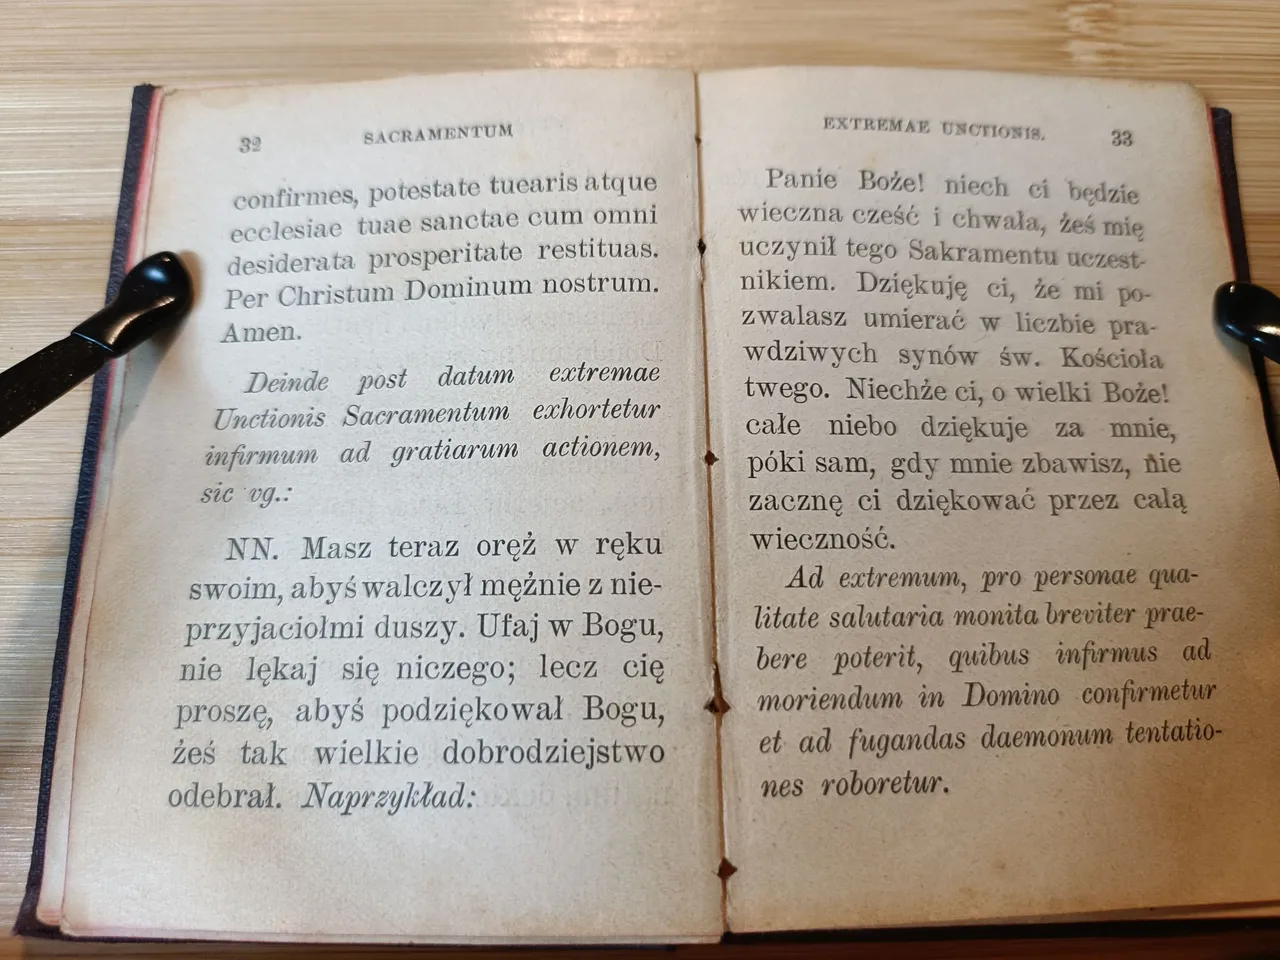 32 SACRAMENTUM
confirmes, potestate tuearis atque
ecclesiae tuae sanctae cum omni
desiderata prosperitate restituas.
Per Christum Dominum nostrum.
Amen.
Deinde post datum extremae
Unctionis Sacramentum exhortetur
infirmum ad gratiarum actionem,
sic vg.:
NN. Masz teraz oręż w ręku
swoim, abyś walczył mężnie z nie-
przyjaciołmi duszy. Ufaj w Bogu,
nie lękaj się niczego; lecz cię
proszę, abyś podziękował Bogu,
żeś tak wielkie dobrodziejstwo
odebrał. Naprzykład:
EXTREMAE UNCTIONIS. 33
Panie Boże! niech ci będzie
wieczna cześć i chwała, żeś mię
uczynił tego Sakramentu uczest-
nikiem. Dziękuję ci, że mi po-
zwalasz umierać w liczbie pra-
wdziwych synów św. Kościoła
twego. Niechże ci, o wielki Boże!
całe niebo dziękuje za mnie,
póki sam, gdy mnie zbawisz, nie
zacznę ci dziękować przez całą
wieczność.
Ad extremum, pro personae qua-
litate salutaria monita breviter prae-
bere poterit, quibus infirmus ad
moriendum in Domino confirmetur
et ad fugandas daemonum tentatio-
nes roboretur.